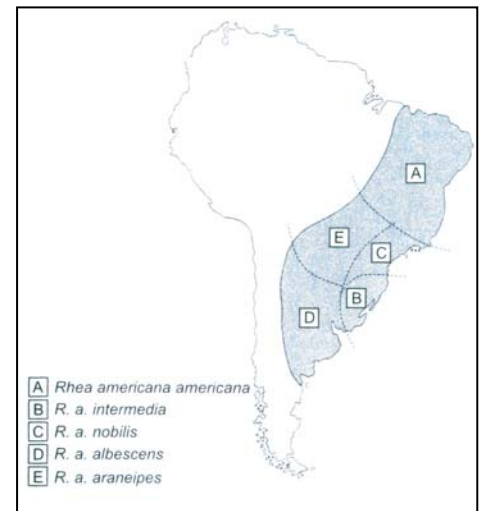 A
E
C
B
D
A Rhea americana americana
B R. a. intermedia
C R. a. nobilis
D R. a. albescens
E R. a. araneipes